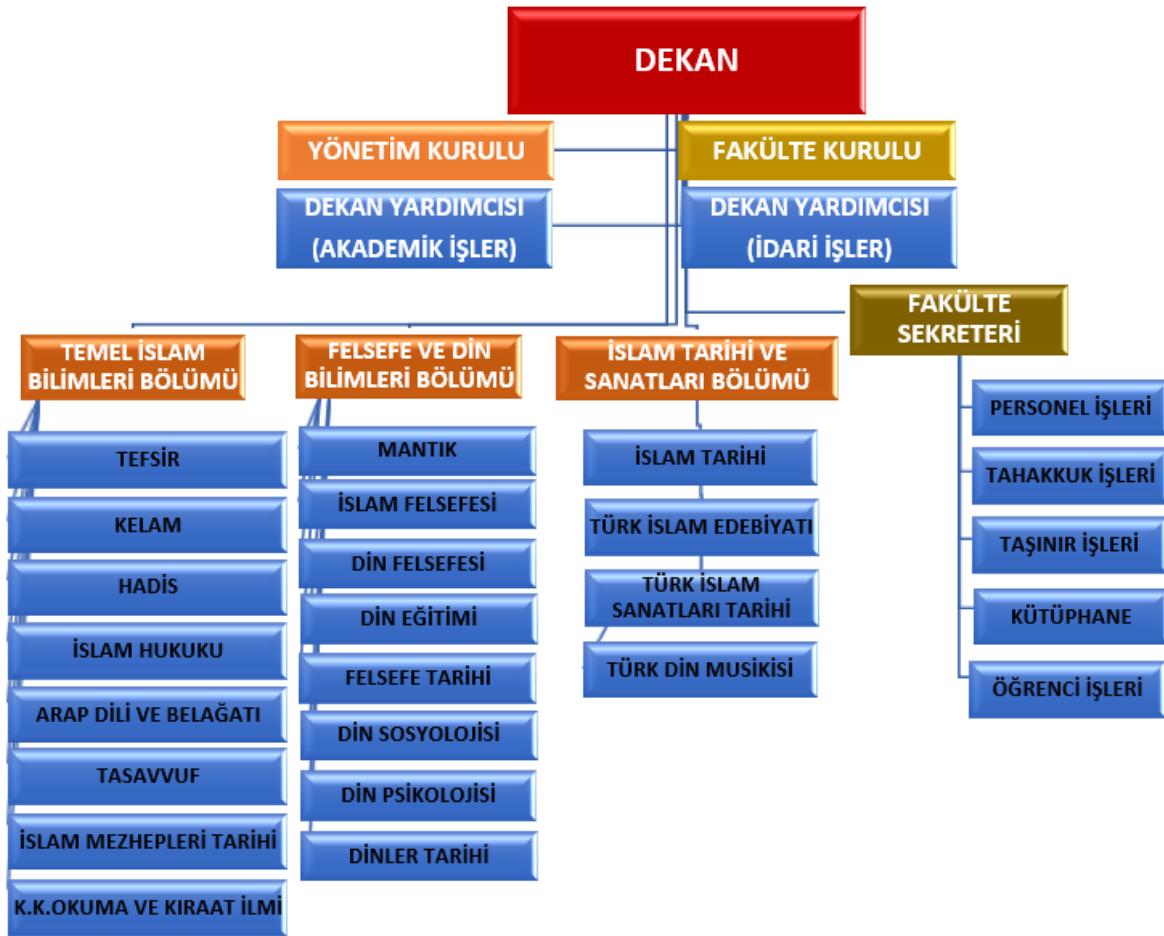 DEKAN
YÖNETİM KURULU
FAKÜLTE KURULU
DEKAN YARDIMCISI
(AKADEMİK İŞLER)
DEKAN YARDIMCISI
(İDARİ İŞLER)
FAKÜLTE
SEKRETERİ
TEMEL İSLAM
BİLİMLERİ BÖLÜMÜ
TEFSİR
KELAM
HADİS
İSLAM HUKUKU
ARAP DİLİ VE BELAĞATI
TASAVVUF
İSLAM MEZHEPLERİ TARİHİ
K.K.OKUMA VE KIRAAT İLMİ
FELSEFE VE DİN
BİLİMLERİ BÖLÜMÜ
MANTIK
İSLAM FELSEFESİ
DİN FELSEFESİ
DİN EĞİTİMİ
FELSEFE TARİHİ
DİN SOSYOLOJİSİ
DİN PSİKOLOJİSİ
DİNLER TARİHİ
İSLAM TARİHİ VE
SANATLARI BÖLÜMÜ
İSLAM TARİHİ
TÜRK İSLAM EDEBİYATI
TÜRK İSLAM
SANATLARI TARİHİ
TÜRK DİN MUSİKİSİ
PERSONEL İŞLERİ
TAHAKKUK İŞLERİ
TAŞINIR İŞLERİ
KÜTÜPHANE
ÖĞRENCİ İŞLERİ